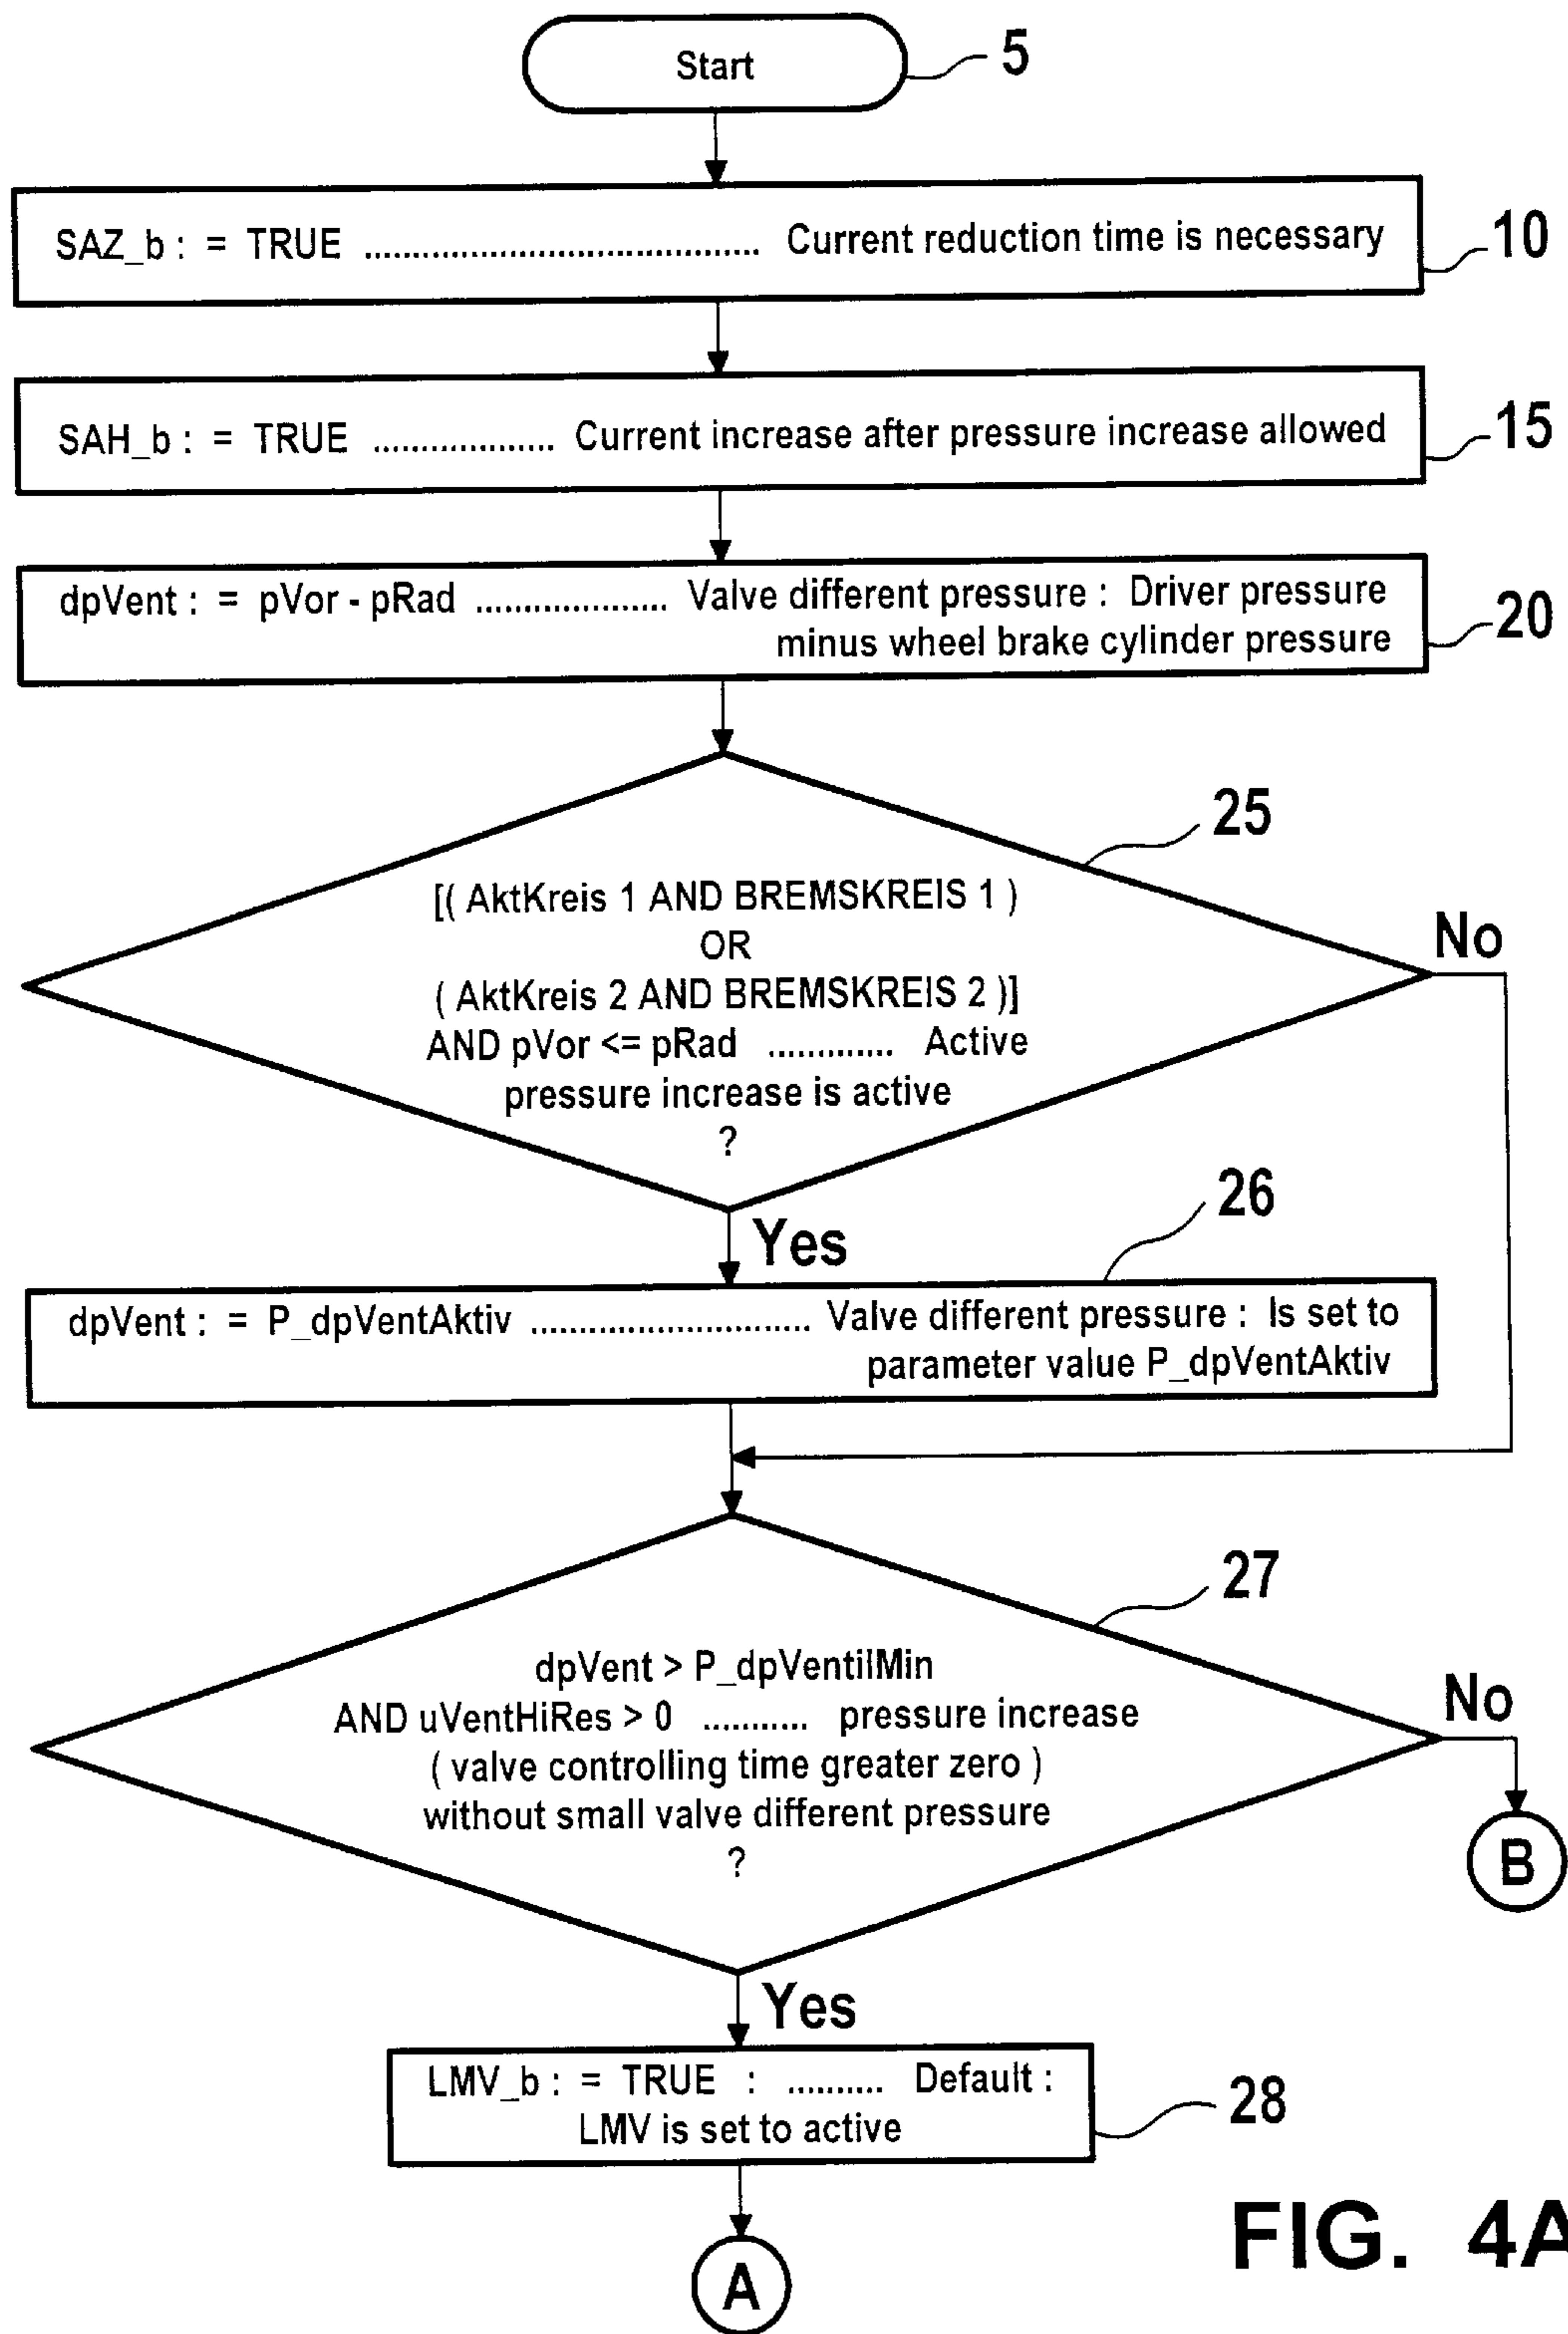 Start
5
SAZ_b : = TRUE ......................................... Current reduction time is necessary
10
SAH_b : = TRUE ................... Current increase after pressure increase allowed
15
dpVent : = pVor - pRad .................... Valve different pressure : Driver pressure
minus wheel brake cylinder pressure
20
25
[( AktKreis 1 AND BREMSKREIS 1 )
OR
( AktKreis 2 AND BREMSKREIS 2 )]
AND pVor <= pRad ............. Active
pressure increase is active
?
No
Yes
26
dpVent : = P_dpVentAktiv ............................. Valve different pressure : Is set to
parameter value P_dpVentAktiv
27
dpVent > P_dpVentilMin
AND uVentHiRes > 0 ........... pressure increase
( valve controlling time greater zero )
without small valve different pressure
?
No
B
Yes
LMV_b : = TRUE : .......... Default :
LMV is set to active
28
A
FIG. 4A